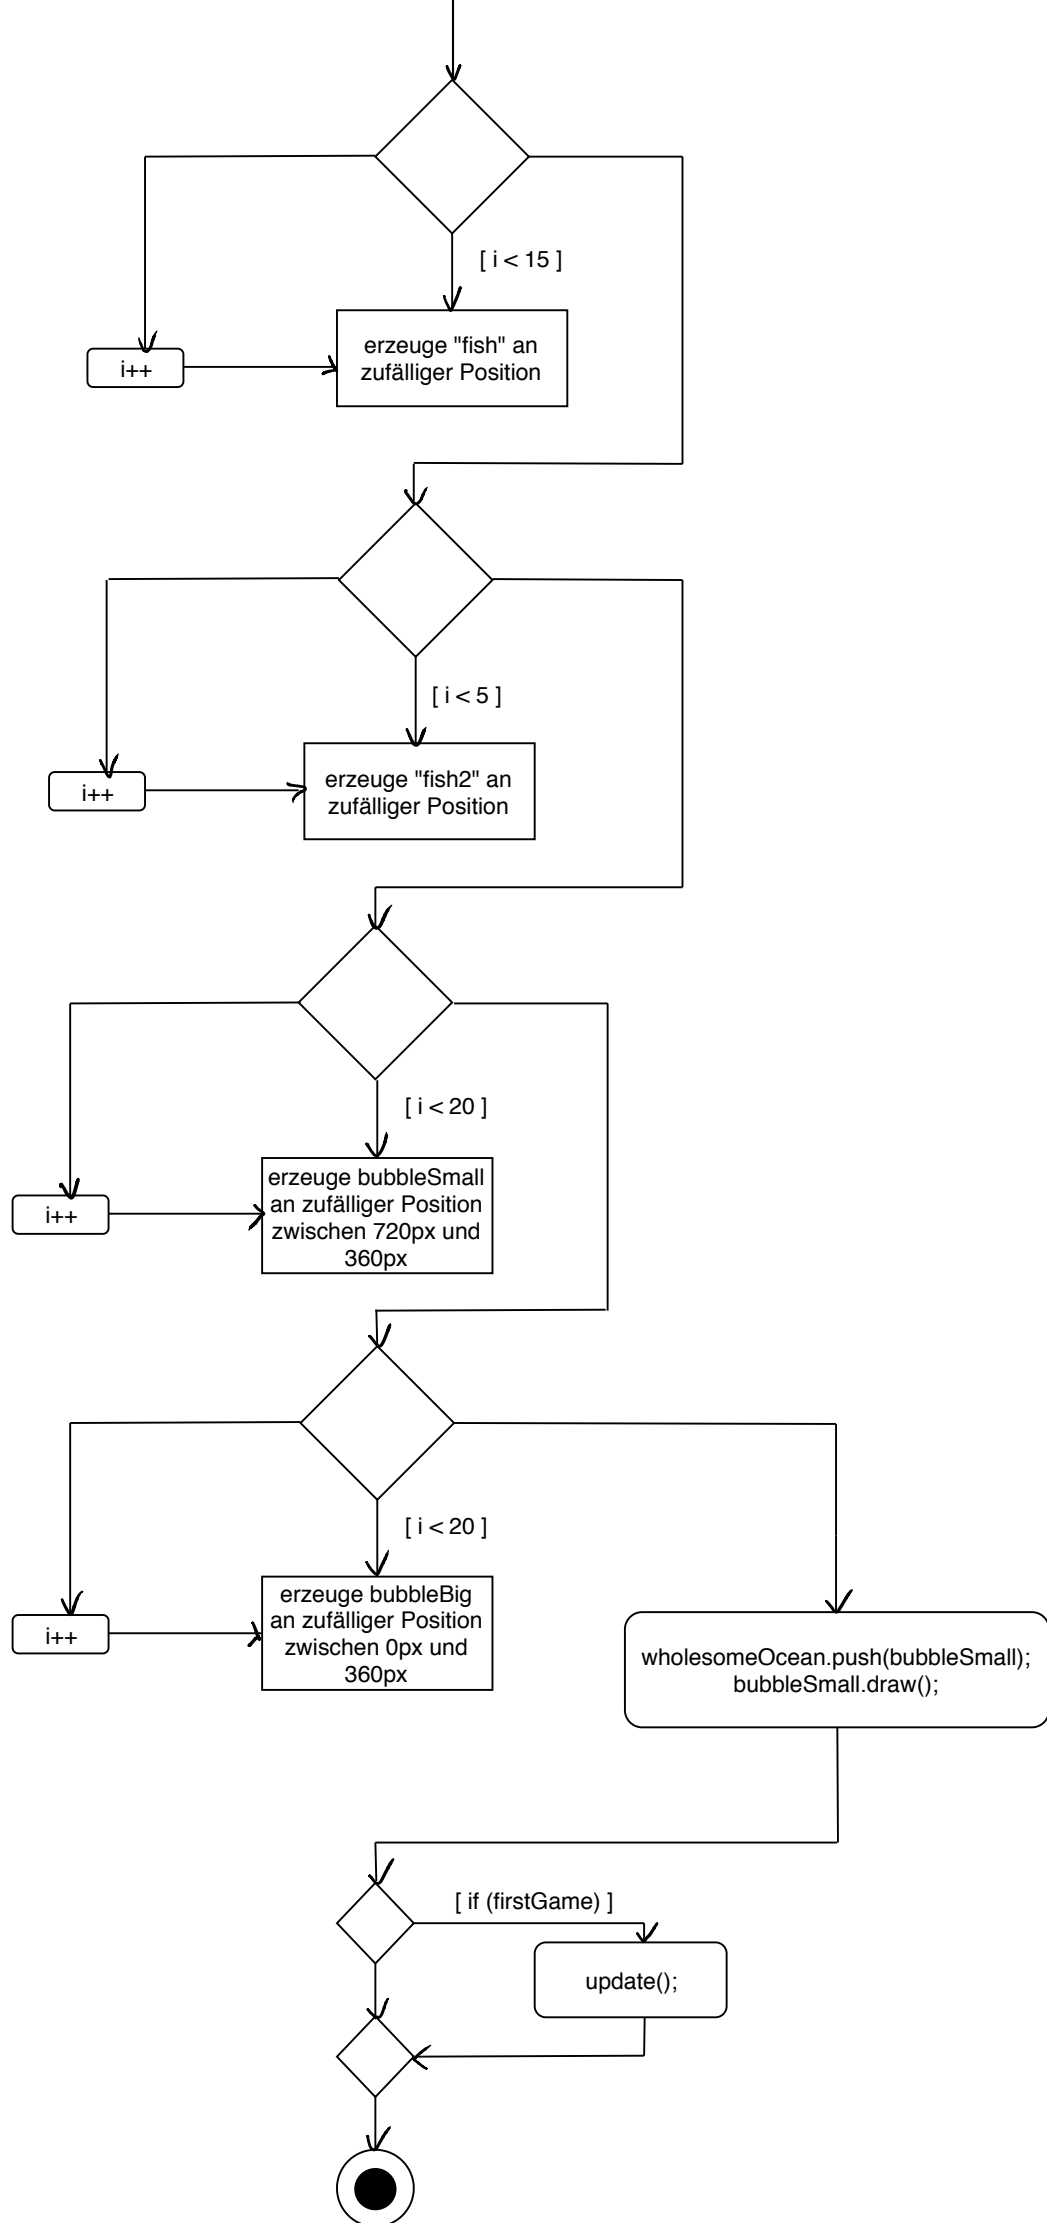 [ i < 15 ]
erzeuge "fish" an
zufälliger Position
i++
[ i < 5 ]
erzeuge "fish2" an
zufälliger Position
i++
[ i < 20 ]
erzeuge bubbleSmall
an zufälliger Position
zwischen 720px und
360px
i++
[ i < 20 ]
erzeuge bubbleBig
an zufälliger Position
zwischen 0px und
360px
i++
wholesomeOcean.push(bubbleSmall);
bubbleSmall.draw();
[ if (firstGame) ]
update();